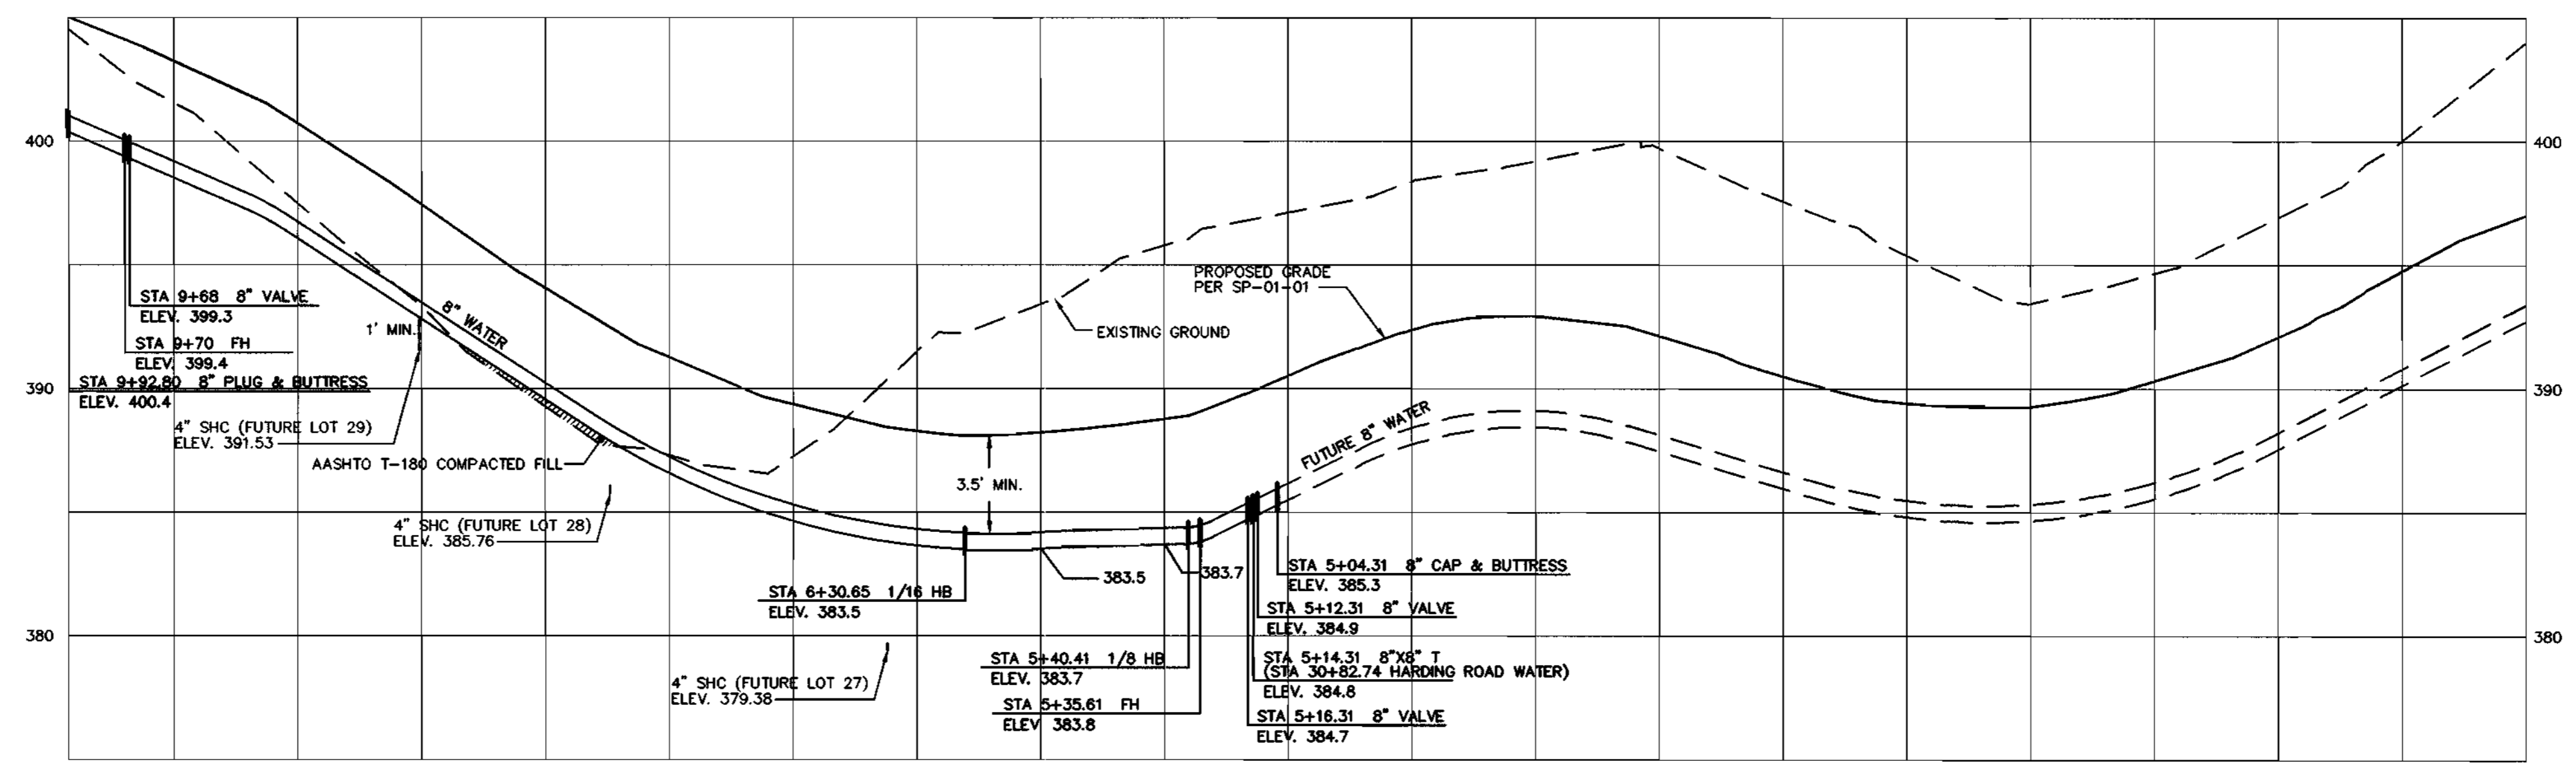 400
400
PROPOSED GRADE
PER SP-01-01
STA 9+68 8" VALVE
ELEV. 399.3
8" WATER
1' MIN.
EXISTING GROUND
STA 9+70 FH
ELEV. 399.4
STA 9+92.80 8" PLUG & BUTTRESS
390
390
ELEV. 400.4
4" SHC (FUTURE LOT 29)
ELEV. 391.53
FUTURE 8" WATER
AASHTO T-180 COMPACTED FILL
3.5' MIN.
4" SHC (FUTURE LOT 28)
ELEV. 385.76
383.5
383.7
STA 5+04.31 8" CAP & BUTTRESS
ELEV. 385.3
STA 6+30.65 1/16 HB
ELEV. 383.5
STA 5+12.31 8" VALVE
ELEV. 384.9
380
380
STA 5+40.41 1/8 HB
ELEV. 383.7
STA 5+14.31 8"X8" T
(STA 30+82.74 HARDING ROAD WATER)
ELEV. 384.8
4" SHC (FUTURE LOT 27)
ELEV. 379.38
STA 5+35.61 FH
ELEV 383.8
STA 5+16.31 8" VALVE
ELEV. 384.7